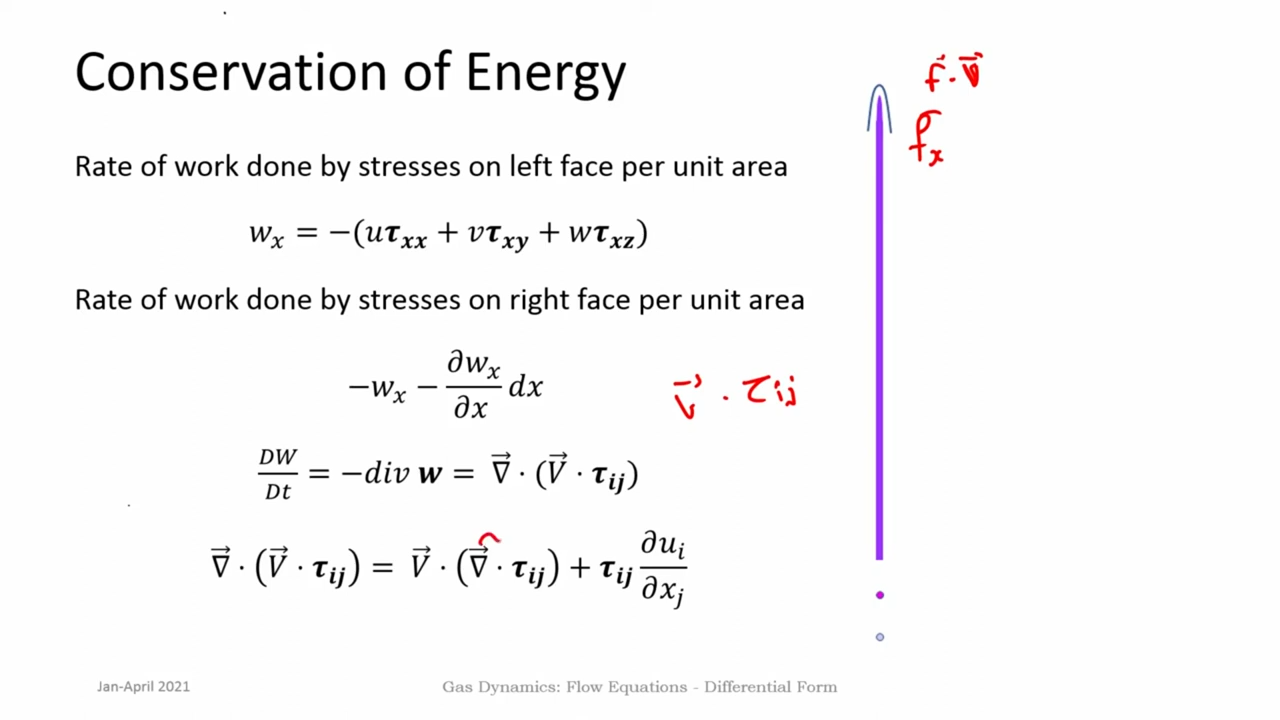 Conservation of Energy
f⃗ · V⃗
f_x
Rate of work done by stresses on left face per unit area
w_x = −(uτ_xx + vτ_xy + wτ_xz)
Rate of work done by stresses on right face per unit area
−w_x − ∂w_x/∂x dx
V⃗ · τ ij
DW/Dt = −div w = ∇⃗ · (V⃗ · τ_ij)
∇⃗ · (V⃗ · τ_ij) = V⃗ · (∇⃗ · τ_ij) + τ_ij ∂u_i/∂x_j
Jan-April 2021
Gas Dynamics: Flow Equations - Differential Form